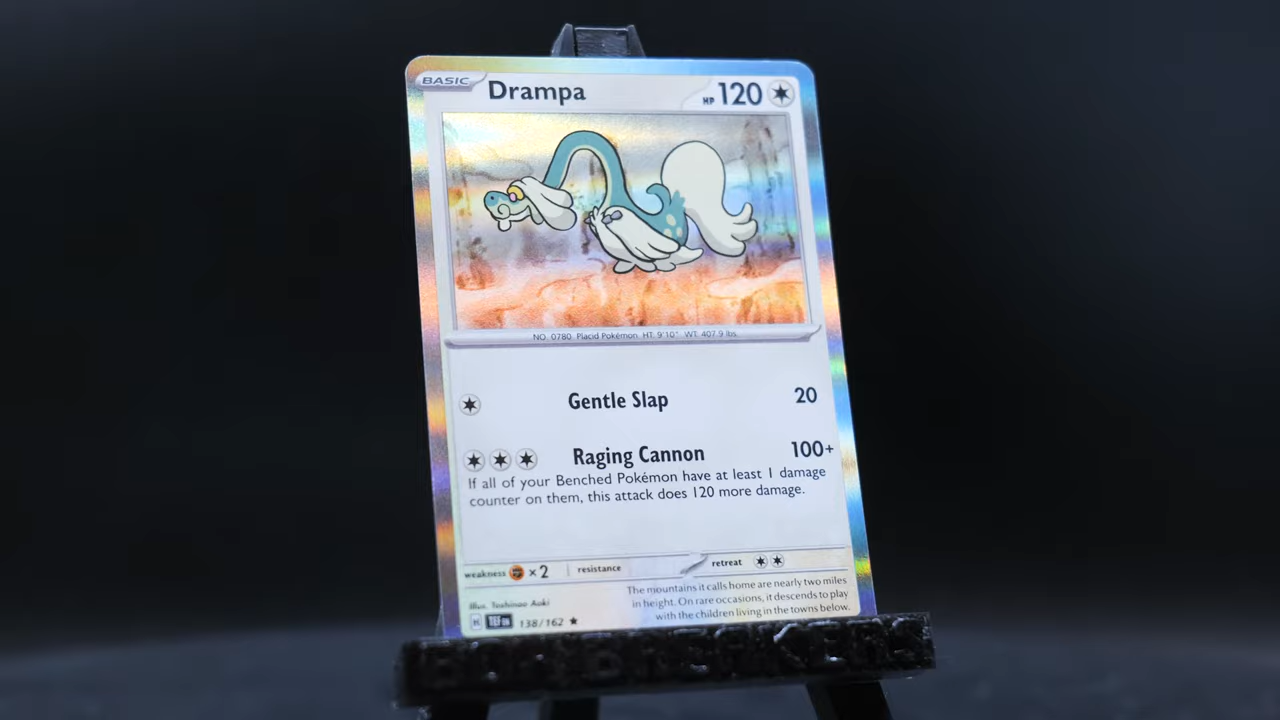 BASIC Drampa HP 120
NO. 0780 Placid Pokémon HT: 9'10" WT: 407.9 lbs.
Gentle Slap 20
Raging Cannon 100+
If all of your Benched Pokémon have at least 1 damage
counter on them, this attack does 120 more damage.
weakness ×2 resistance retreat
The mountains it calls home are nearly two miles
in height. On rare occasions, it descends to play
with the children living in the towns below.
Illus. Toshinao Aoki
H TEF EN 138/162